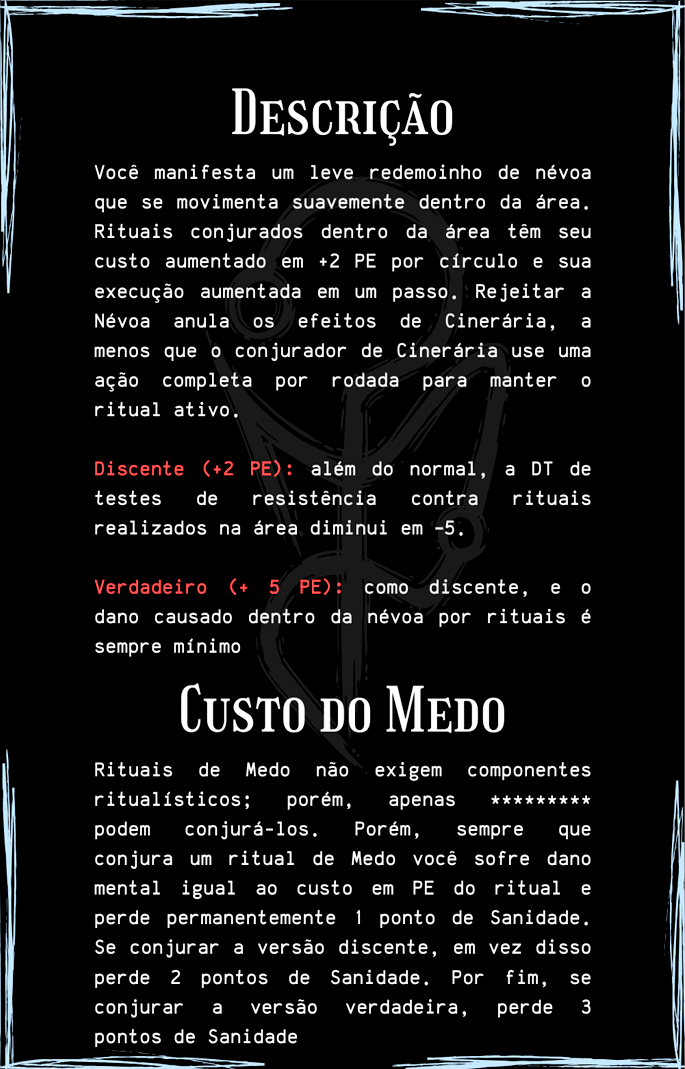 Descrição
Você manifesta um leve redemoinho de névoa
que se movimenta suavemente dentro da área.
Rituais conjurados dentro da área têm seu
custo aumentado em +2 PE por círculo e sua
execução aumentada em um passo. Rejeitar a
Névoa anula os efeitos de Cinerária, a
menos que o conjurador de Cinerária use uma
ação completa por rodada para manter o
ritual ativo.
Discente (+2 PE): além do normal, a DT de
testes de resistência contra rituais
realizados na área diminui em -5.
Verdadeiro (+ 5 PE): como discente, e o
dano causado dentro da névoa por rituais é
sempre mínimo
Custo do Medo
Rituais de Medo não exigem componentes
ritualísticos; porém, apenas *********
podem conjurá-los. Porém, sempre que
conjura um ritual de Medo você sofre dano
mental igual ao custo em PE do ritual e
perde permanentemente 1 ponto de Sanidade.
Se conjurar a versão discente, em vez disso
perde 2 pontos de Sanidade. Por fim, se
conjurar a versão verdadeira, perde 3
pontos de Sanidade